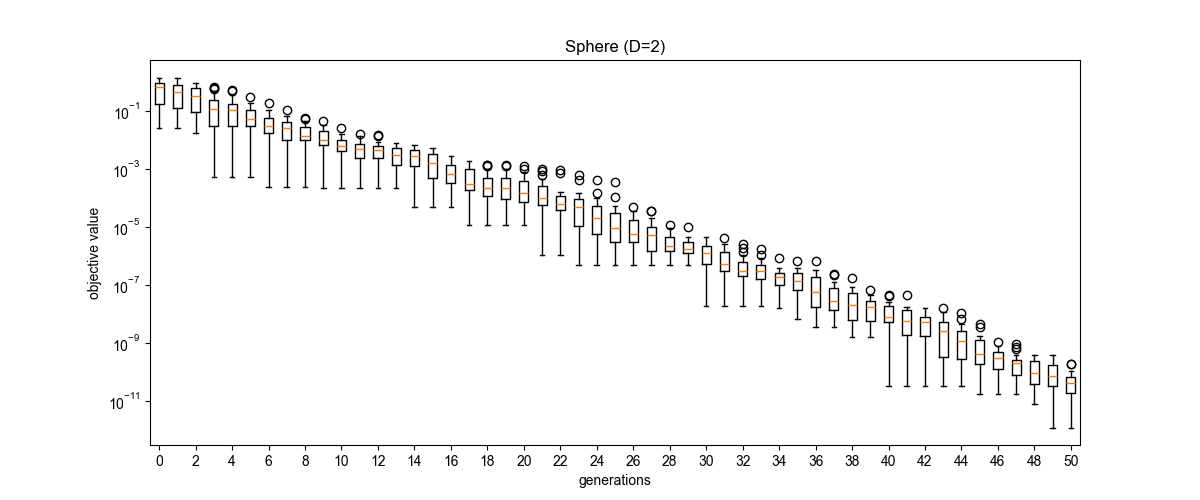 Sphere (D=2)
objective value
10⁻¹
10⁻³
10⁻⁵
10⁻⁷
10⁻⁹
10⁻¹¹
0 2 4 6 8 10 12 14 16 18 20 22 24 26 28 30 32 34 36 38 40 42 44 46 48 50
generations